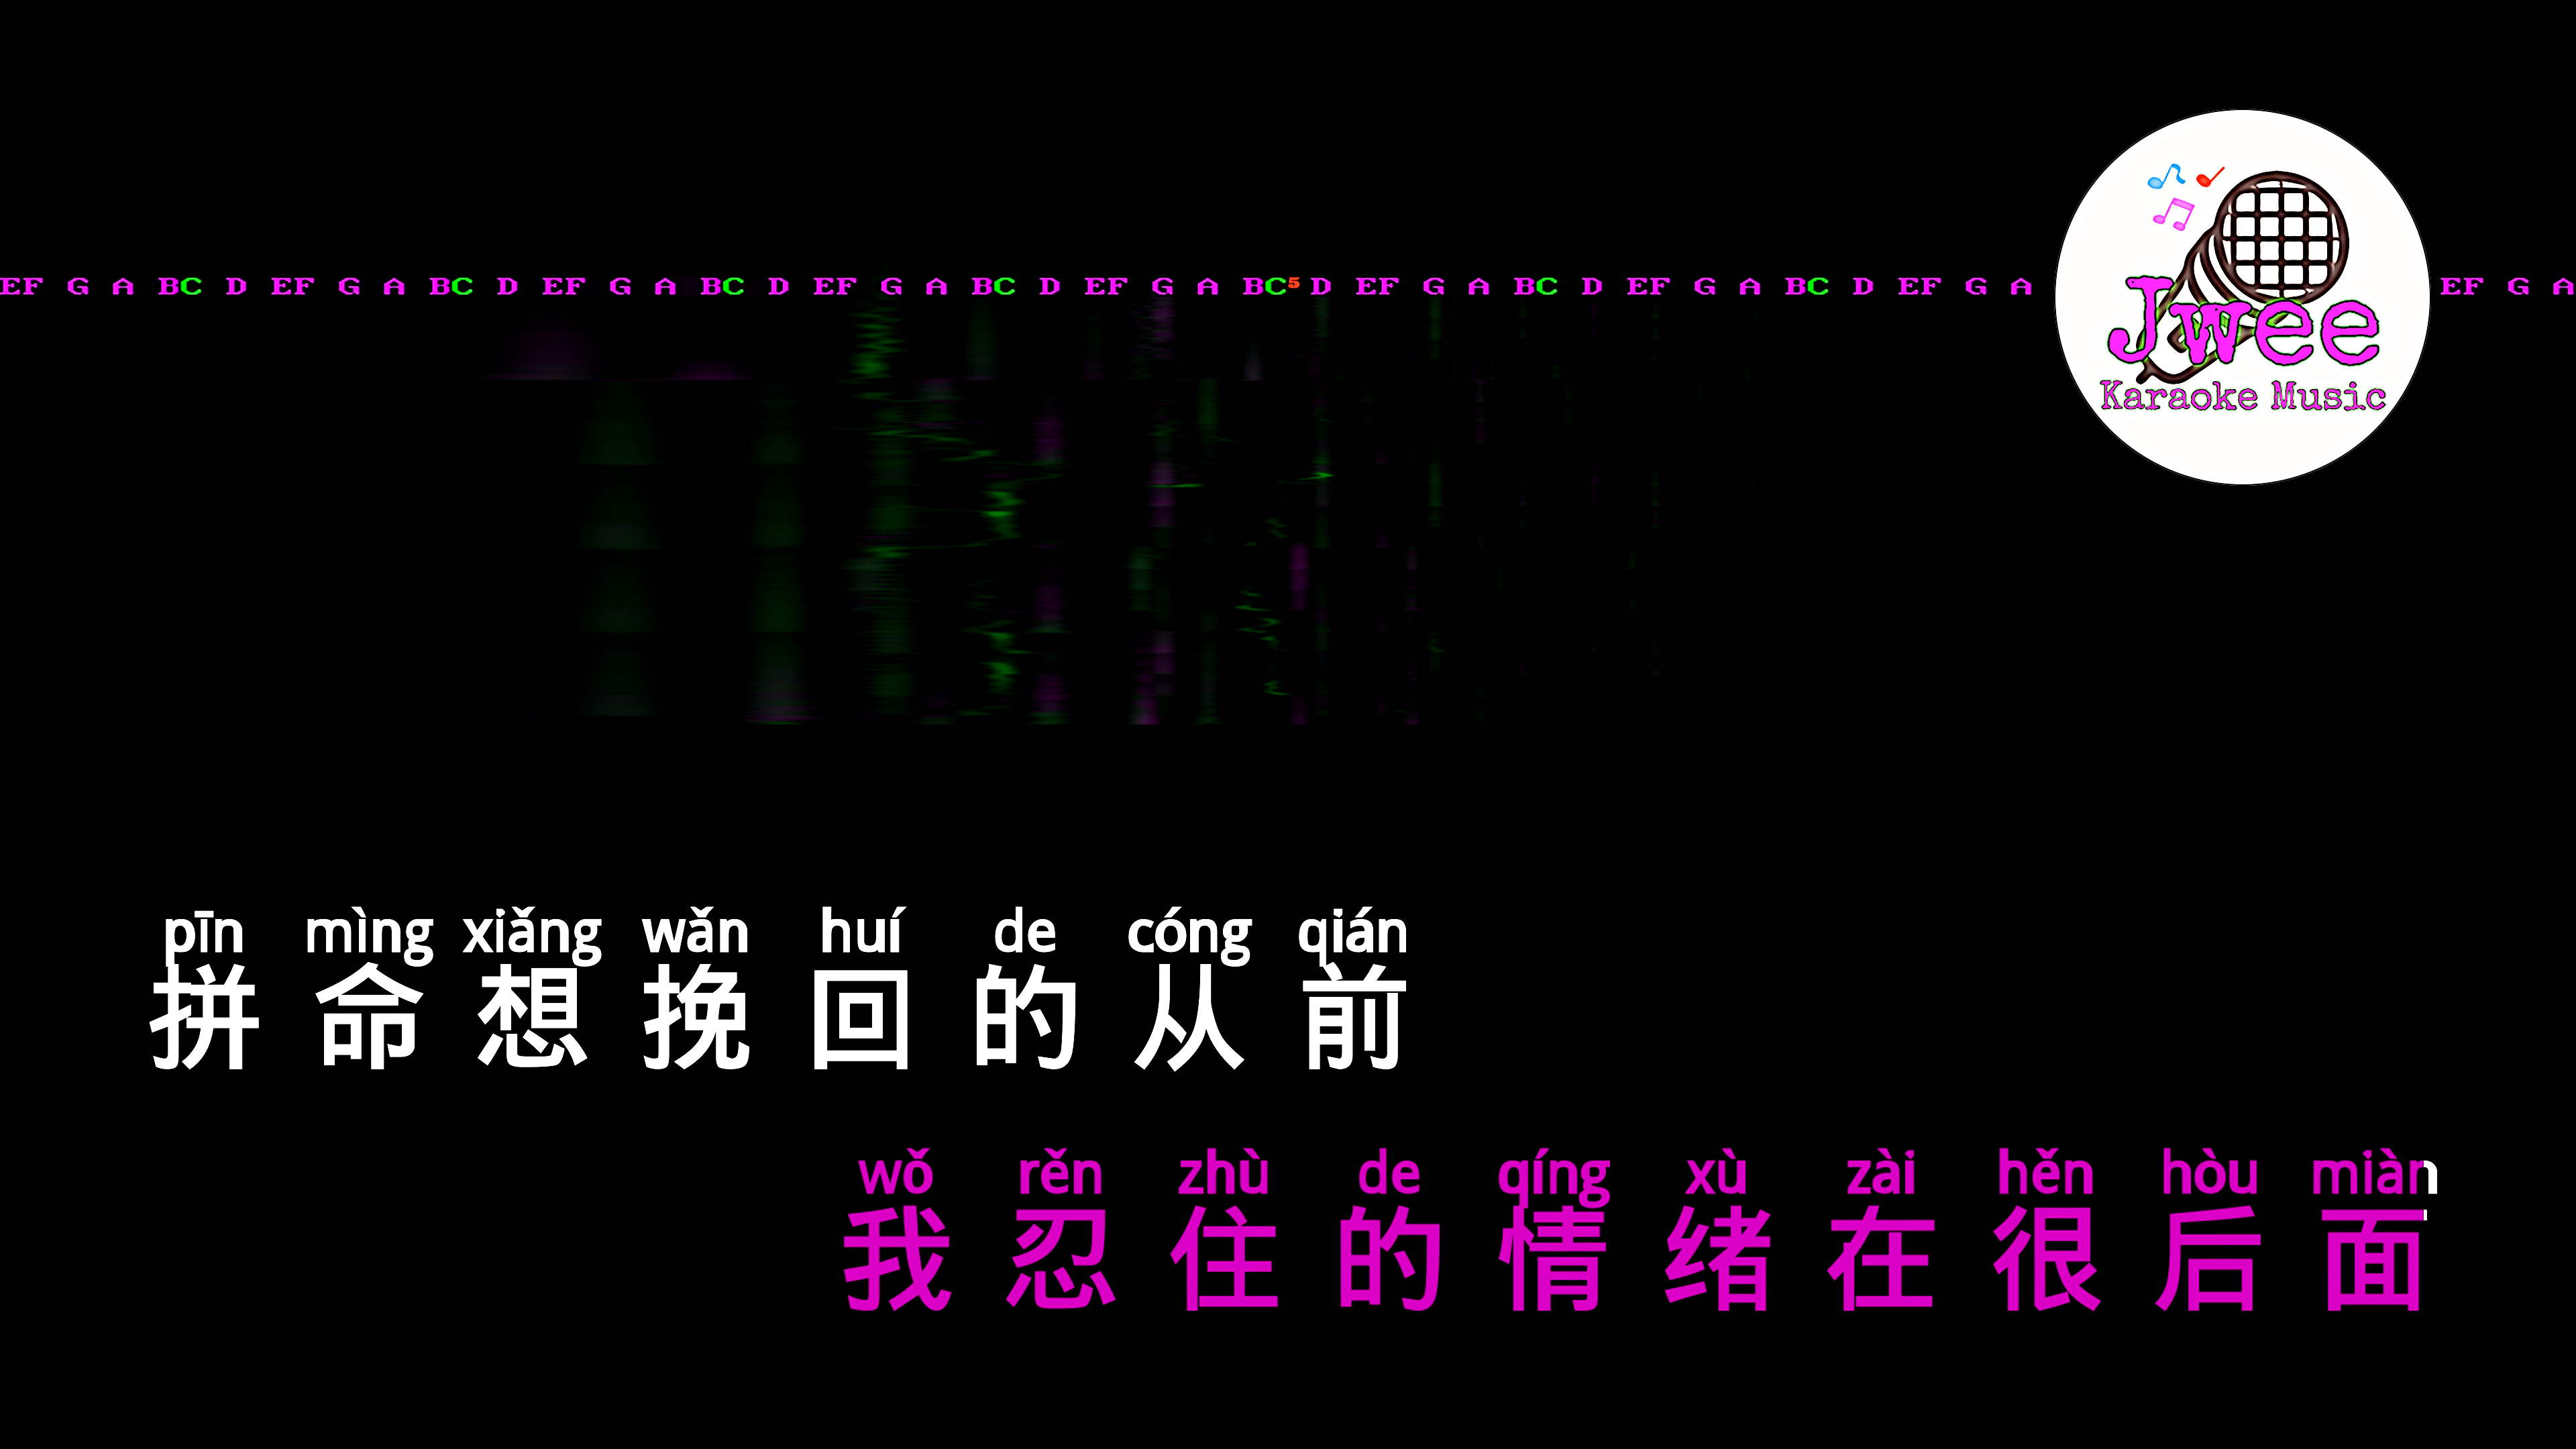 EF G A BC D EF G A BC D EF G A BC D EF G A BC D EF G A BC5 D EF G A BC D EF G A BC D EF G A EF G A
Jwee
Karaoke Music
pīn mìng xiǎng wǎn huí de cóng qián
拼命想挽回的从前
wǒ rěn zhù de qíng xù zài hěn hòu miàn
我忍住的情绪在很后面